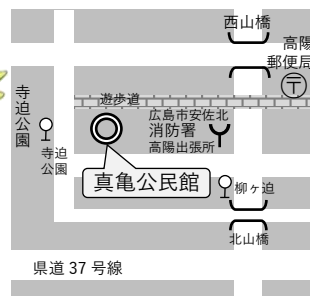 西山橋
高陽
郵便局
〒
遊歩道
寺迫公園
広島市安佐北
消防署
高陽出張所
寺迫
公園
真亀公民館
柳ヶ迫
北山橋
県道 37 号線